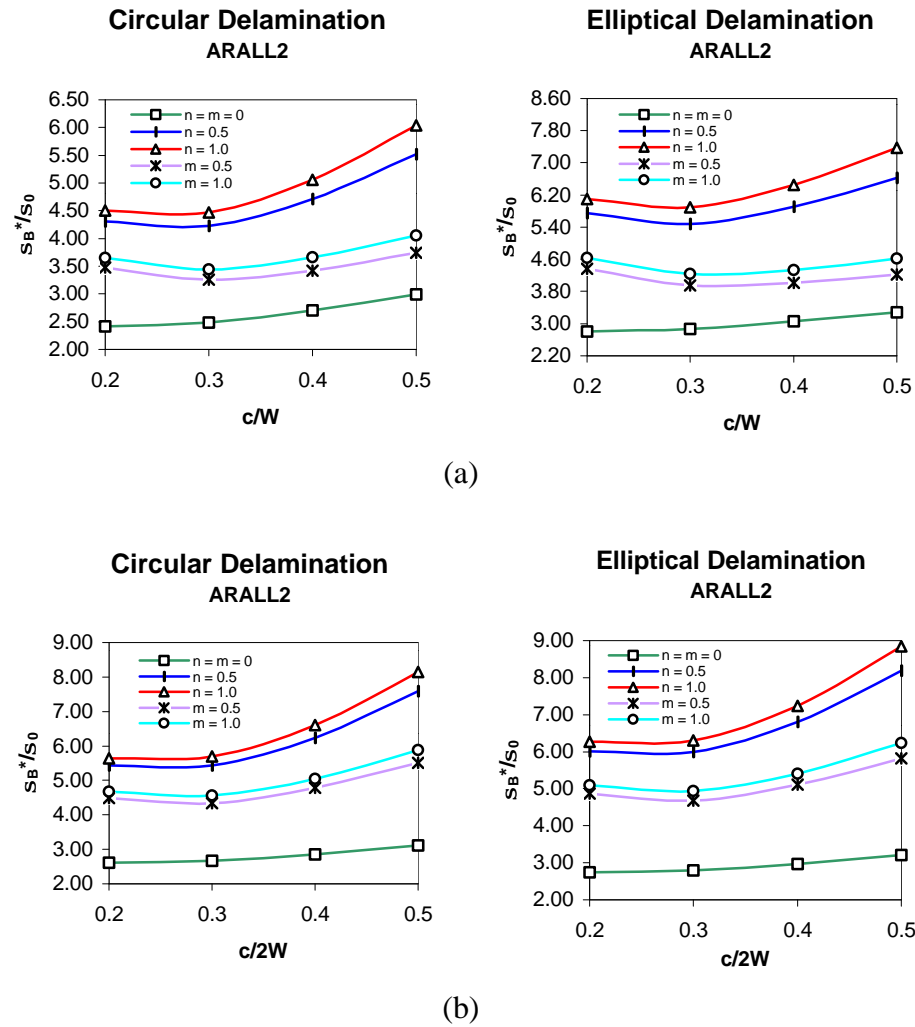 Circular Delamination
ARALL2
6.50
6.00
5.50
5.00
4.50
4.00
3.50
3.00
2.50
2.00
sB*/s0
n = m = 0
n = 0.5
n = 1.0
m = 0.5
m = 1.0
0.2 0.3 0.4 0.5
c/W
Elliptical Delamination
ARALL2
8.60
7.80
7.00
6.20
5.40
4.60
3.80
3.00
2.20
sB*/s0
n = m = 0
n = 0.5
n = 1.0
m = 0.5
m = 1.0
0.2 0.3 0.4 0.5
c/W
(a)
Circular Delamination
ARALL2
9.00
8.00
7.00
6.00
5.00
4.00
3.00
2.00
sB*/s0
n = m = 0
n = 0.5
n = 1.0
m = 0.5
m = 1.0
0.2 0.3 0.4 0.5
c/2W
Elliptical Delamination
ARALL2
9.00
8.00
7.00
6.00
5.00
4.00
3.00
2.00
sB*/s0
n = m = 0
n = 0.5
n = 1.0
m = 0.5
m = 1.0
0.2 0.3 0.4 0.5
c/2W
(b)